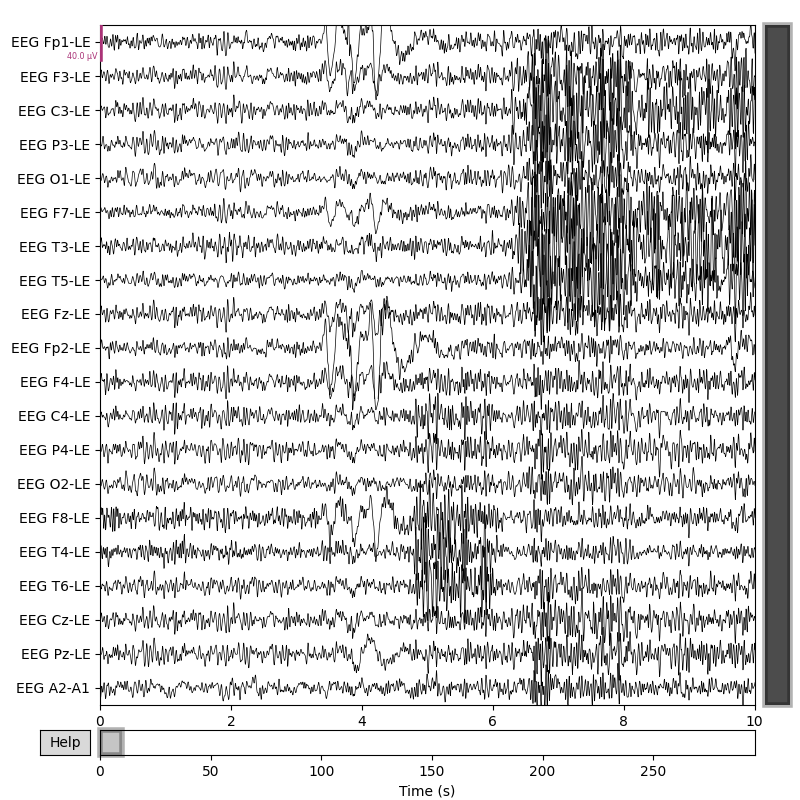 EEG Fp1-LE
40.0 µV
EEG F3-LE
EEG C3-LE
EEG P3-LE
EEG O1-LE
EEG F7-LE
EEG T3-LE
EEG T5-LE
EEG Fz-LE
EEG Fp2-LE
EEG F4-LE
EEG C4-LE
EEG P4-LE
EEG O2-LE
EEG F8-LE
EEG T4-LE
EEG T6-LE
EEG Cz-LE
EEG Pz-LE
EEG A2-A1
0 2 4 6 8 10
Help
0 50 100 150 200 250
Time (s)